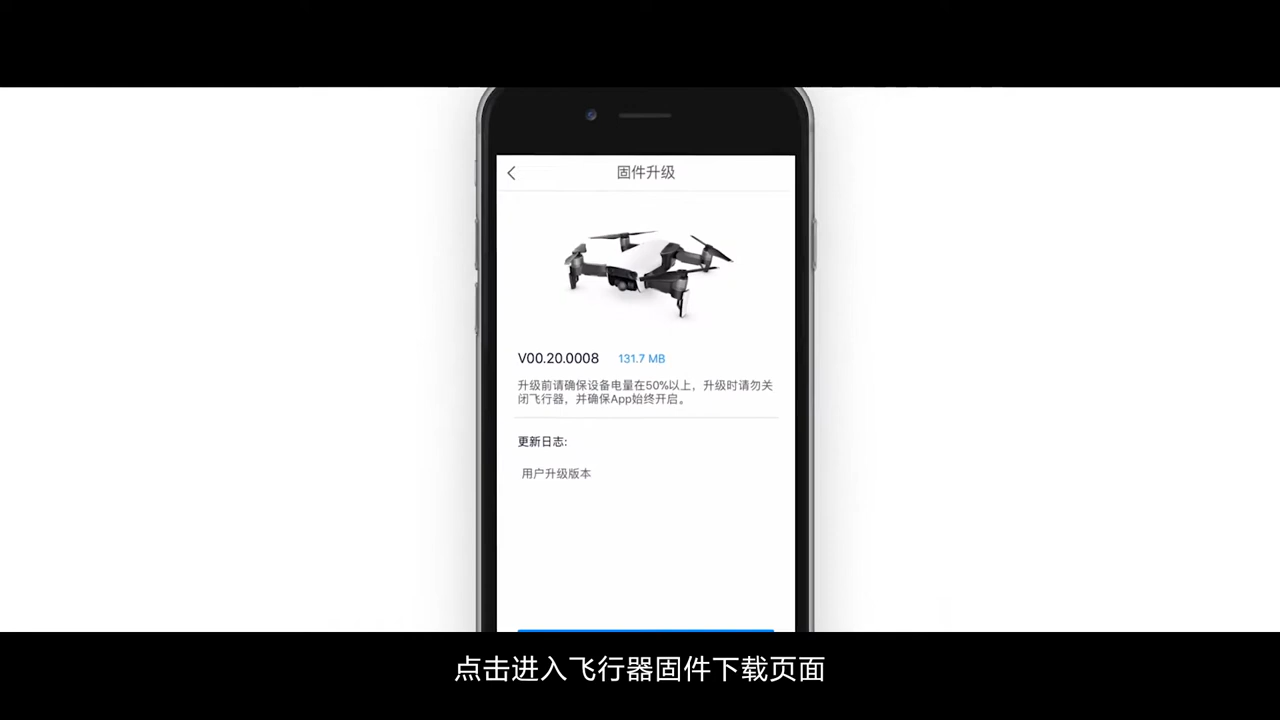 固件升级
V00.20.0008 131.7 MB
升级前请确保设备电量在50%以上，升级时请勿关
闭飞行器，并确保App始终开启。
更新日志:
用户升级版本
点击进入飞行器固件下载页面